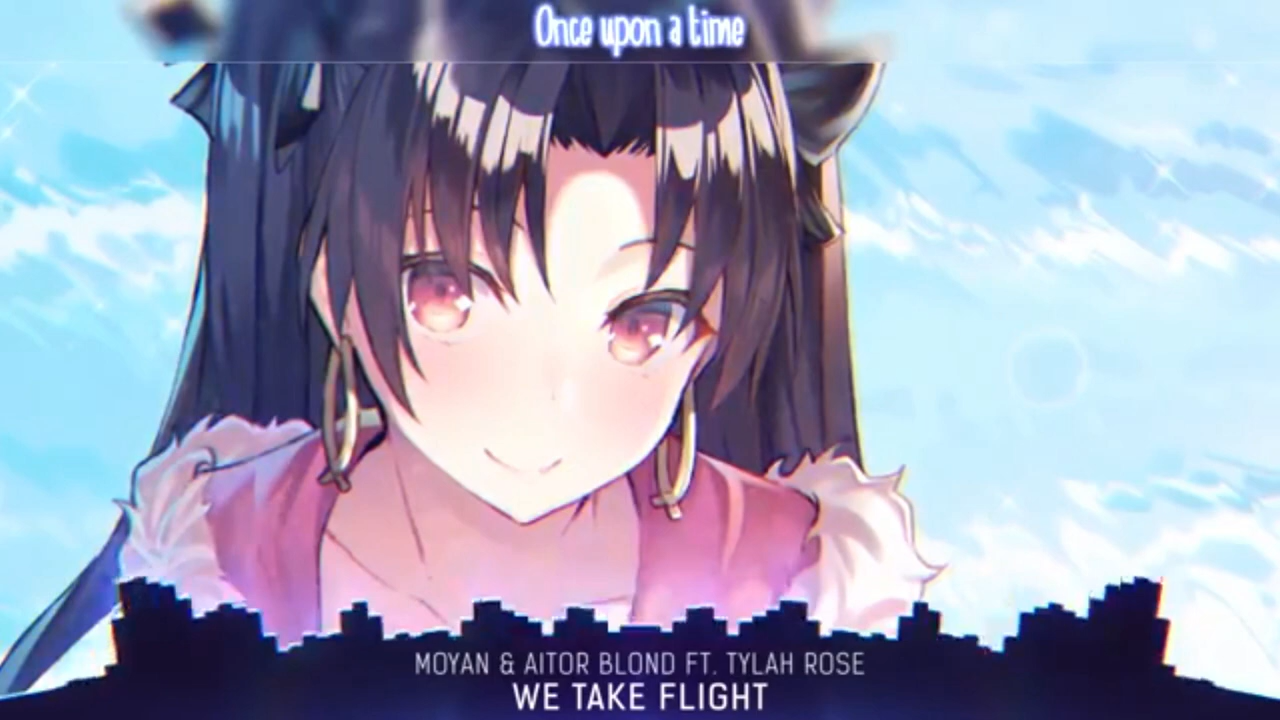 Once upon a time
MOYAN & AITOR BLOND FT. TYLAH ROSE
WE TAKE FLIGHT